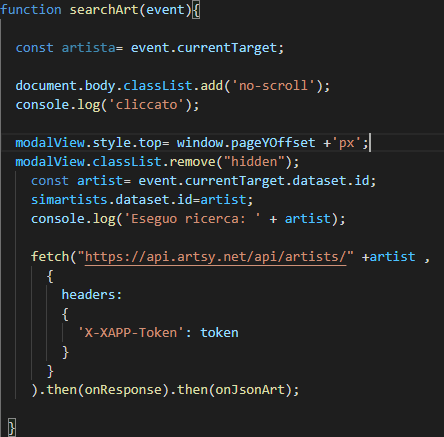 function searchArt(event){
const artista= event.currentTarget;
document.body.classList.add('no-scroll');
console.log('cliccato');
modalView.style.top= window.pageYOffset +'px';
modalView.classList.remove("hidden");
const artist= event.currentTarget.dataset.id;
simartists.dataset.id=artist;
console.log('Eseguo ricerca: ' + artist);
fetch("https://api.artsy.net/api/artists/" +artist ,
{
headers:
{
'X-XAPP-Token': token
}
}
).then(onResponse).then(onJsonArt);
}